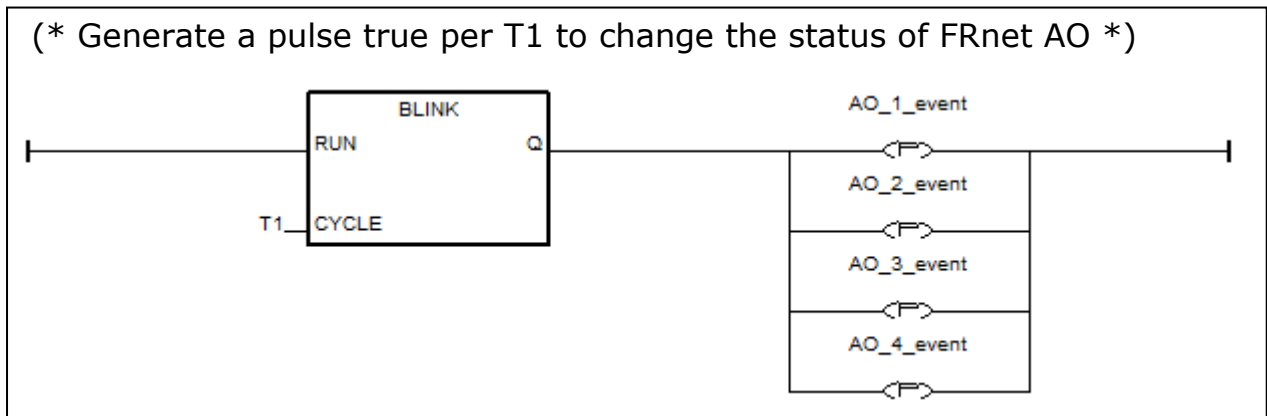 (* Generate a pulse true per T1 to change the status of FRnet AO *)
BLINK
RUN Q
T1 CYCLE
AO_1_event
P
AO_2_event
P
AO_3_event
P
AO_4_event
P